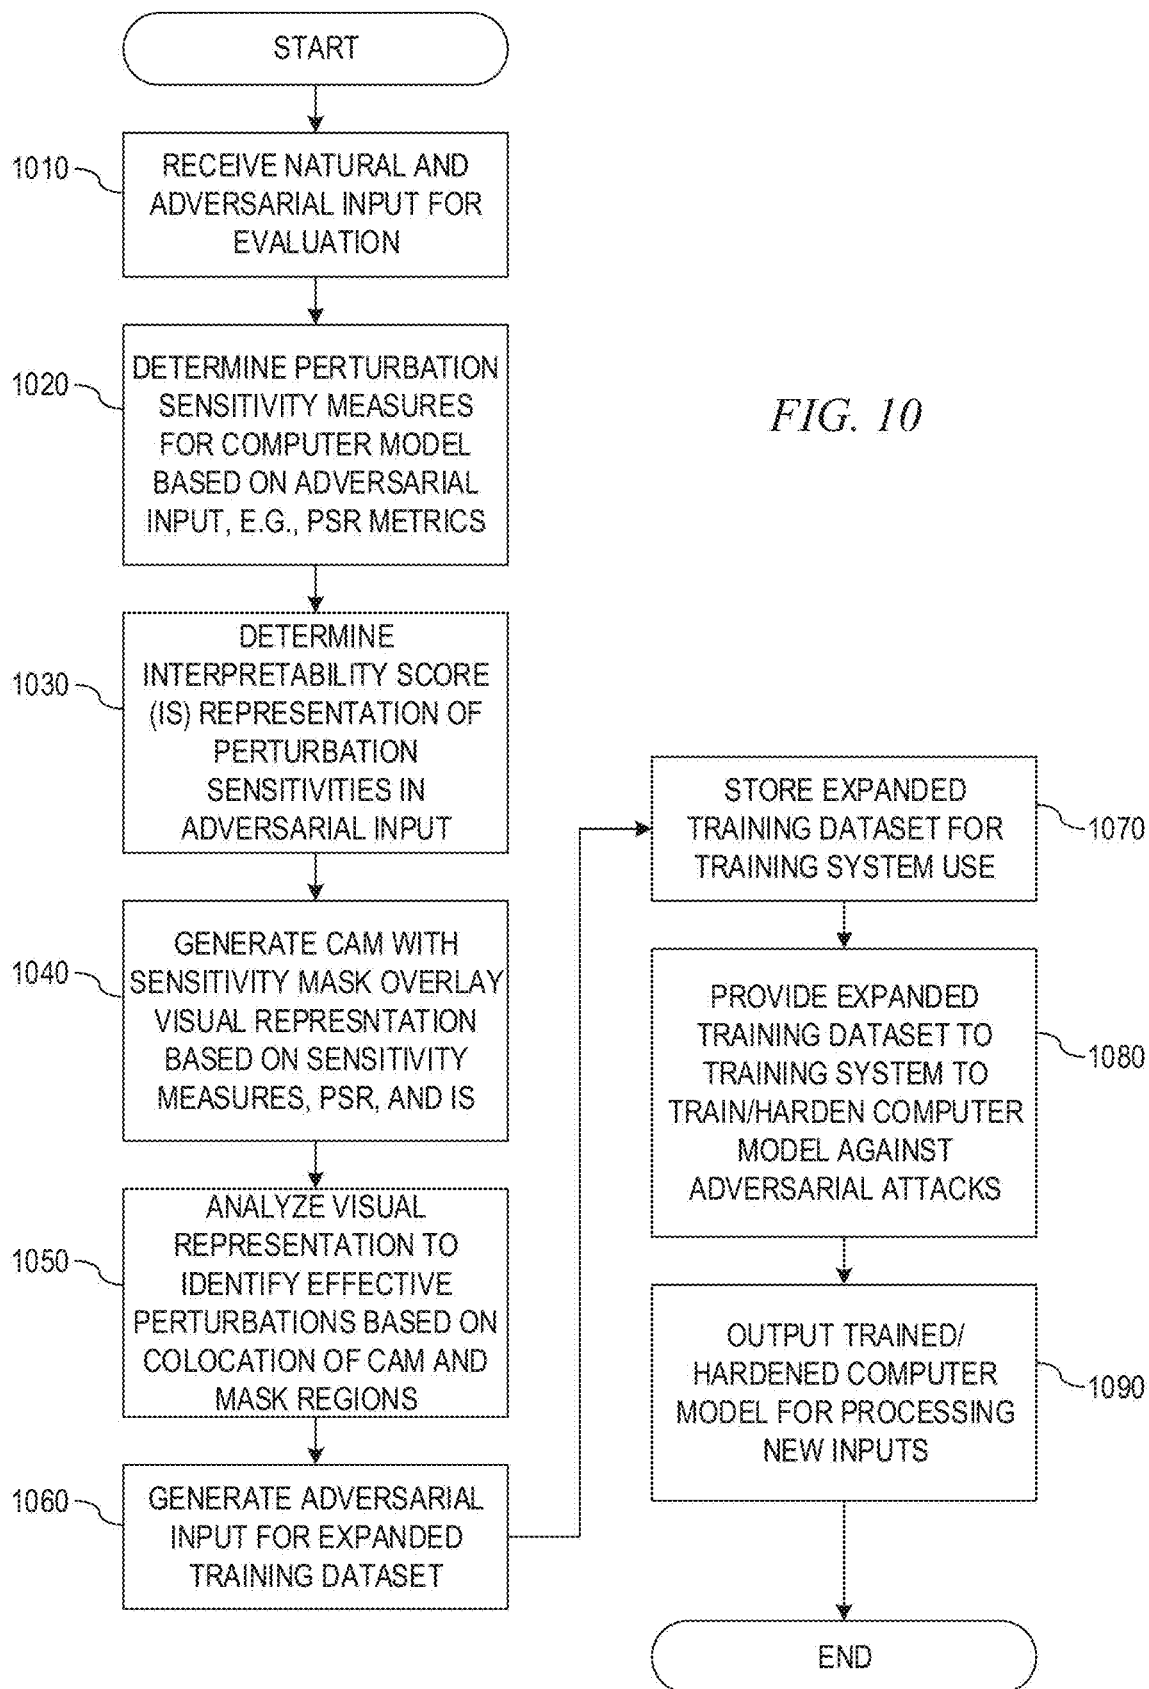 START
1010
RECEIVE NATURAL AND
ADVERSARIAL INPUT FOR
EVALUATION
1020
DETERMINE PERTURBATION
SENSITIVITY MEASURES
FOR COMPUTER MODEL
BASED ON ADVERSARIAL
INPUT, E.G., PSR METRICS
FIG. 10
1030
DETERMINE
INTERPRETABILITY SCORE
(IS) REPRESENTATION OF
PERTURBATION
SENSITIVITIES IN
ADVERSARIAL INPUT
1040
GENERATE CAM WITH
SENSITIVITY MASK OVERLAY
VISUAL REPRESNTATION
BASED ON SENSITIVITY
MEASURES, PSR, AND IS
1050
ANALYZE VISUAL
REPRESENTATION TO
IDENTIFY EFFECTIVE
PERTURBATIONS BASED ON
COLOCATION OF CAM AND
MASK REGIONS
1060
GENERATE ADVERSARIAL
INPUT FOR EXPANDED
TRAINING DATASET
STORE EXPANDED
TRAINING DATASET FOR
TRAINING SYSTEM USE
1070
PROVIDE EXPANDED
TRAINING DATASET TO
TRAINING SYSTEM TO
TRAIN/HARDEN COMPUTER
MODEL AGAINST
ADVERSARIAL ATTACKS
1080
OUTPUT TRAINED/
HARDENED COMPUTER
MODEL FOR PROCESSING
NEW INPUTS
1090
END